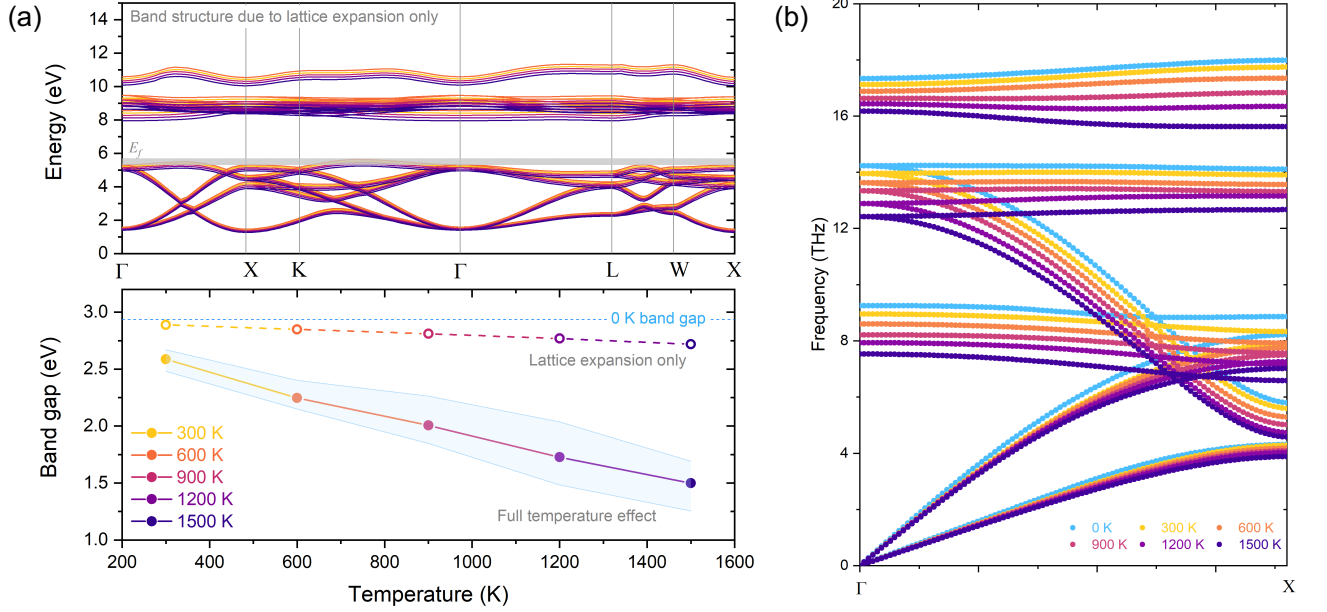 (a)
Band structure due to lattice expansion only
Energy (eV)
14
12
10
8
6
4
2
0
E_f
Γ X K Γ L W X
Band gap (eV)
3.0
2.5
2.0
1.5
1.0
0 K band gap
Lattice expansion only
300 K
600 K
900 K
1200 K
1500 K
Full temperature effect
200 400 600 800 1000 1200 1400 1600
Temperature (K)
(b)
Frequency (THz)
20
16
12
8
4
0
0 K 300 K 600 K
900 K 1200 K 1500 K
Γ X